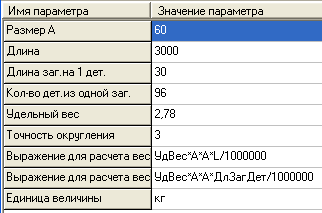 Имя параметра Значение параметра
Размер А 60
Длина 3000
Длина заг.на 1 дет. 30
Кол-во дет.из одной заг. 96
Удельный вес 2,78
Точность округления 3
Выражение для расчета вес УдВес*А*А*L/1000000
Выражение для расчета вес УдВес*А*А*ДлЗагДет/1000000
Единица величины кг